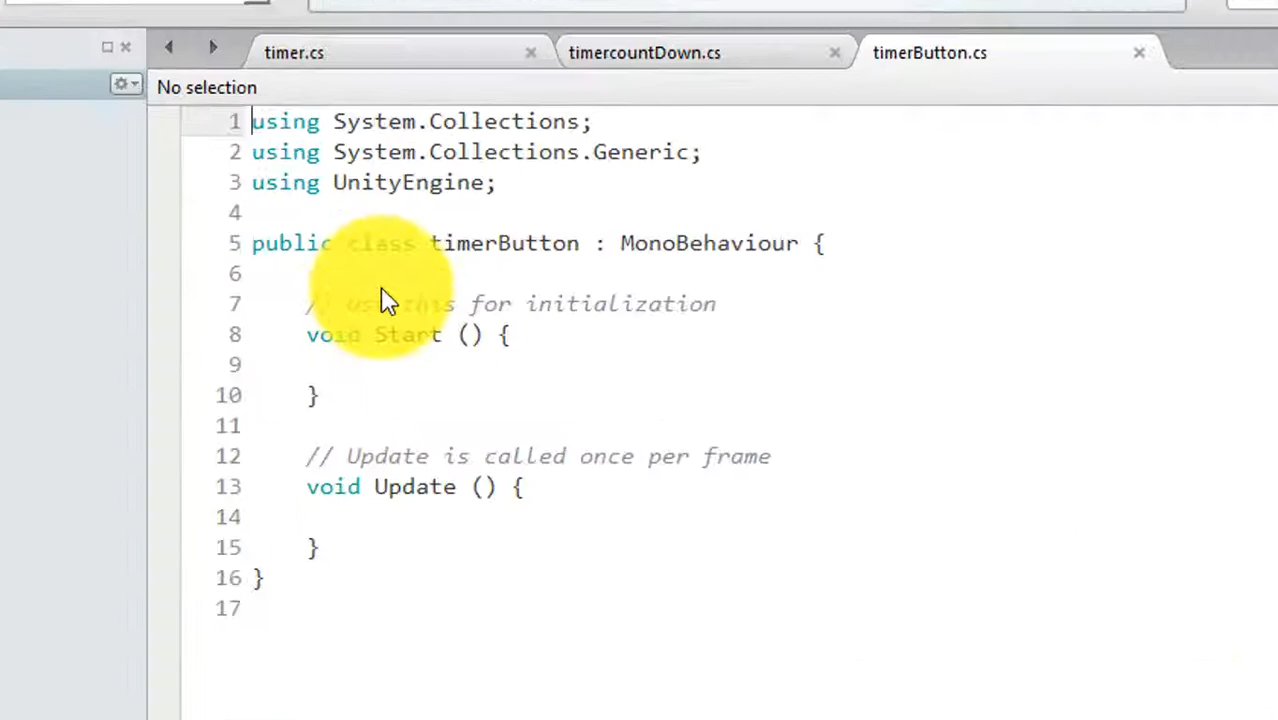 timer.cs
timercountDown.cs
timerButton.cs
No selection
1 using System.Collections;
2 using System.Collections.Generic;
3 using UnityEngine;
4
5 public class timerButton : MonoBehaviour {
6
7 // Use this for initialization
8 void Start () {
9
10 }
11
12 // Update is called once per frame
13 void Update () {
14
15 }
16 }
17